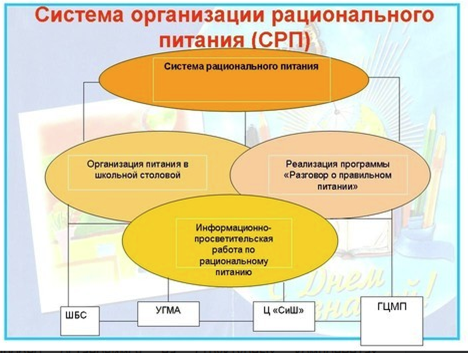 Система организации рационального
питания (СРП)
Система рационального питания
Организация питания в
школьной столовой
Реализация программы
«Разговор о правильном
питании»
Информационно-
просветительская
работа по
рациональному
питанию
ШБС
УГМА
Ц «СиШ»
ГЦМП
Днем